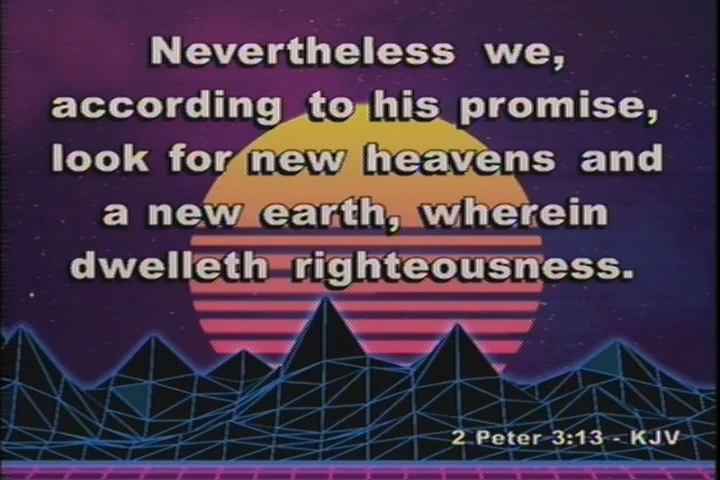 Nevertheless we,
according to his promise,
look for new heavens and
a new earth, wherein
dwelleth righteousness.
2 Peter 3:13 - KJV